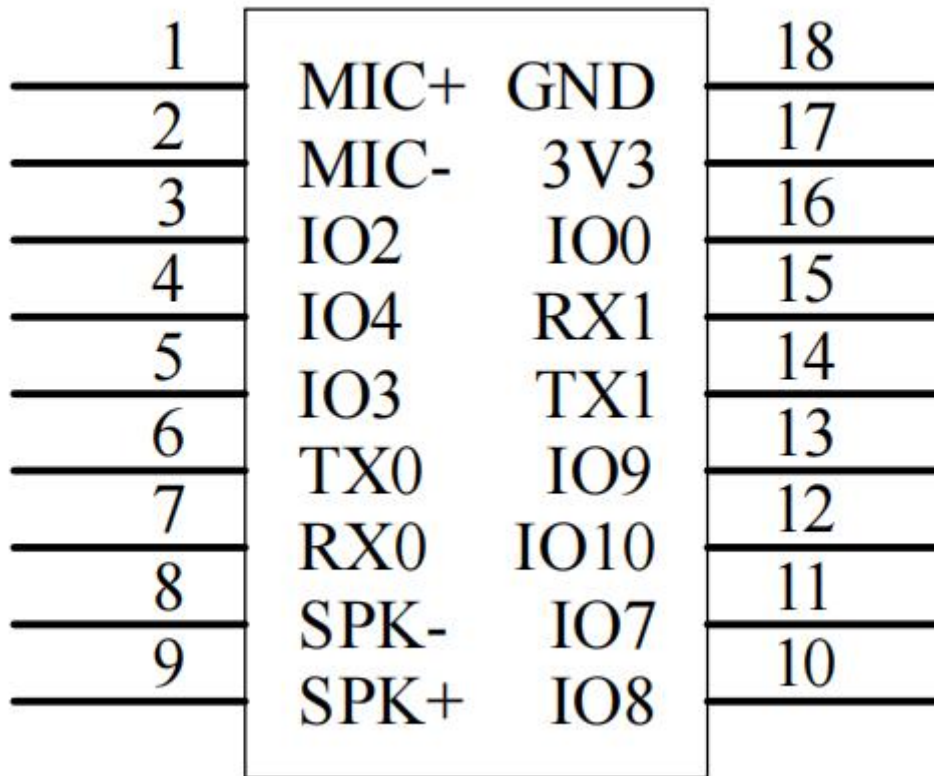 1 MIC+ GND 18
2 MIC- 3V3 17
3 IO2 IO0 16
4 IO4 RX1 15
5 IO3 TX1 14
6 TX0 IO9 13
7 RX0 IO10 12
8 SPK- IO7 11
9 SPK+ IO8 10